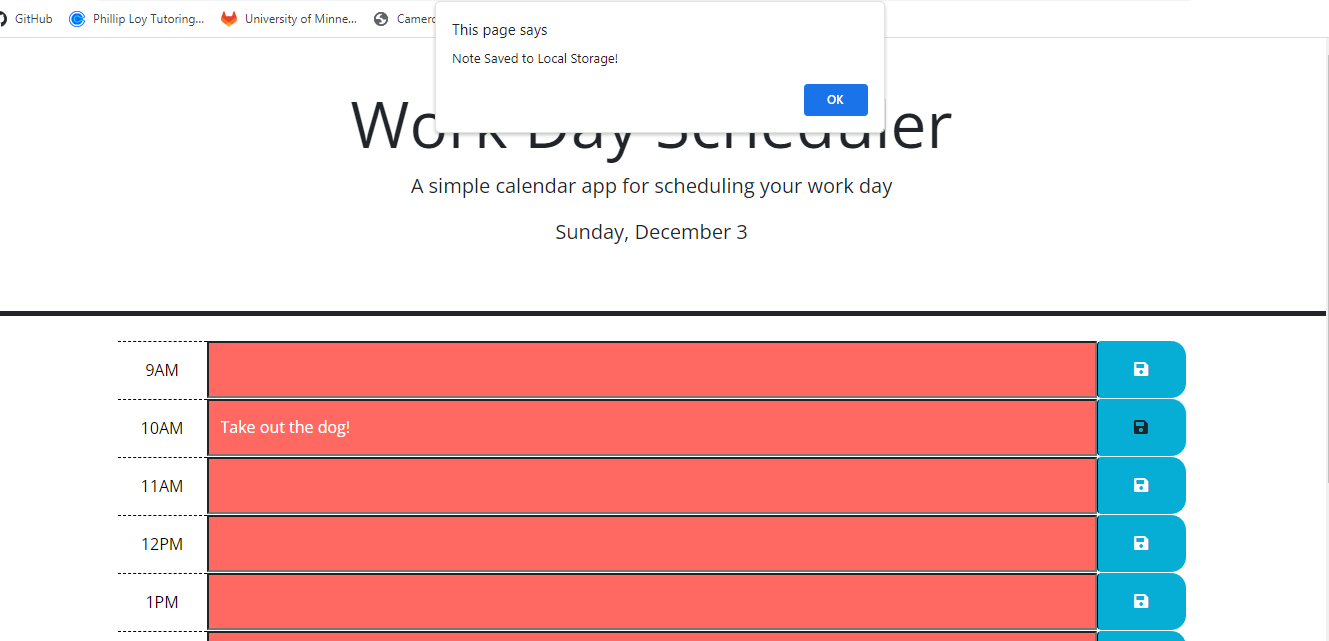 GitHub
Phillip Loy Tutoring...
University of Minne...
This page says
Note Saved to Local Storage!
OK
Work Day Scheduler
A simple calendar app for scheduling your work day
Sunday, December 3
9AM
10AM Take out the dog!
11AM
12PM
1PM